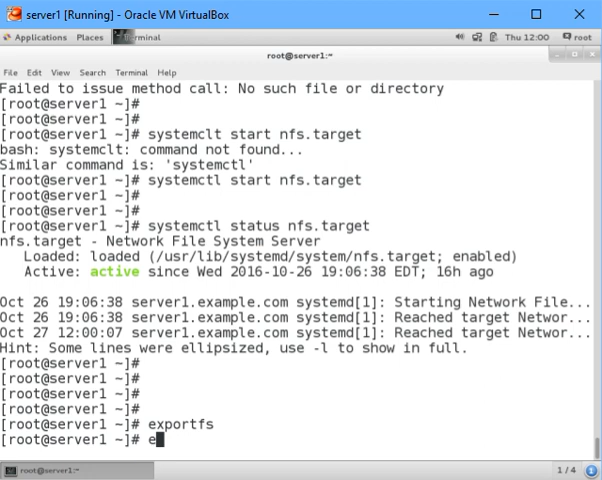 server1 [Running] - Oracle VM VirtualBox
Applications Places Terminal Thu 12:00 root
root@server1:~
File Edit View Search Terminal Help
Failed to issue method call: No such file or directory
[root@server1 ~]#
[root@server1 ~]#
[root@server1 ~]# systemclt start nfs.target
bash: systemclt: command not found...
Similar command is: 'systemctl'
[root@server1 ~]# systemctl start nfs.target
[root@server1 ~]#
[root@server1 ~]#
[root@server1 ~]# systemctl status nfs.target
nfs.target - Network File System Server
Loaded: loaded (/usr/lib/systemd/system/nfs.target; enabled)
Active: active since Wed 2016-10-26 19:06:38 EDT; 16h ago
Oct 26 19:06:38 server1.example.com systemd[1]: Starting Network File...
Oct 26 19:06:38 server1.example.com systemd[1]: Reached target Networ...
Oct 27 12:00:07 server1.example.com systemd[1]: Reached target Networ...
Hint: Some lines were ellipsized, use -l to show in full.
[root@server1 ~]#
[root@server1 ~]#
[root@server1 ~]#
[root@server1 ~]#
[root@server1 ~]# exportfs
[root@server1 ~]# e
root@server1:~ 1 / 4 1